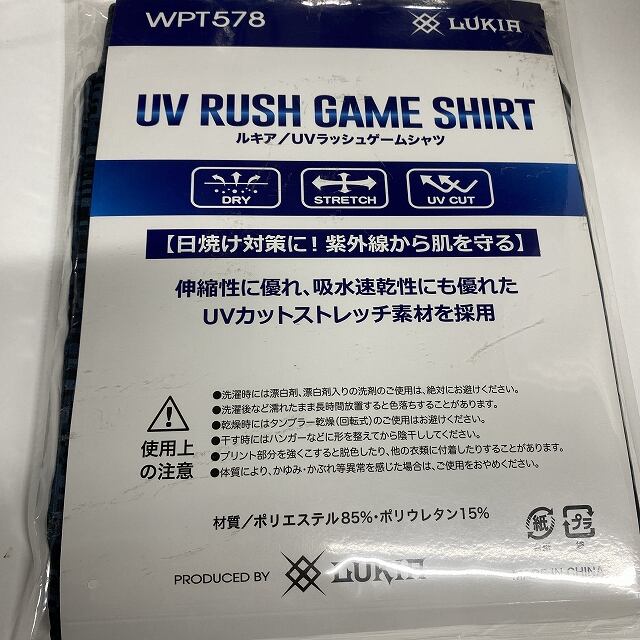 WPT578
LUKIA
UV RUSH GAME SHIRT
ルキア/UVラッシュゲームシャツ
DRY
STRETCH
UV CUT
【日焼け対策に!紫外線から肌を守る】
伸縮性に優れ、吸水速乾性にも優れた
UVカットストレッチ素材を採用
使用上
の注意
●洗濯時には漂白剤、漂白剤入りの洗剤のご使用は、絶対にお避けください。
●洗濯後など濡れたまま長時間放置すると色落ちすることがあります。
●乾燥時にはタンブラー乾燥(回転式)のご使用はお避けください。
●干す時にはハンガーなどに形を整えてから陰干ししてください。
●プリント部分を強くこすると脱色したり、他の衣類に付着したりすることがあります。
●体質により、かゆみ・かぶれ等異常を感じた場合は、ご使用をおやめください。
材質/ポリエステル85%・ポリウレタン15%
紙
プラ
PRODUCED BY
LUKIA
MADE IN CHINA